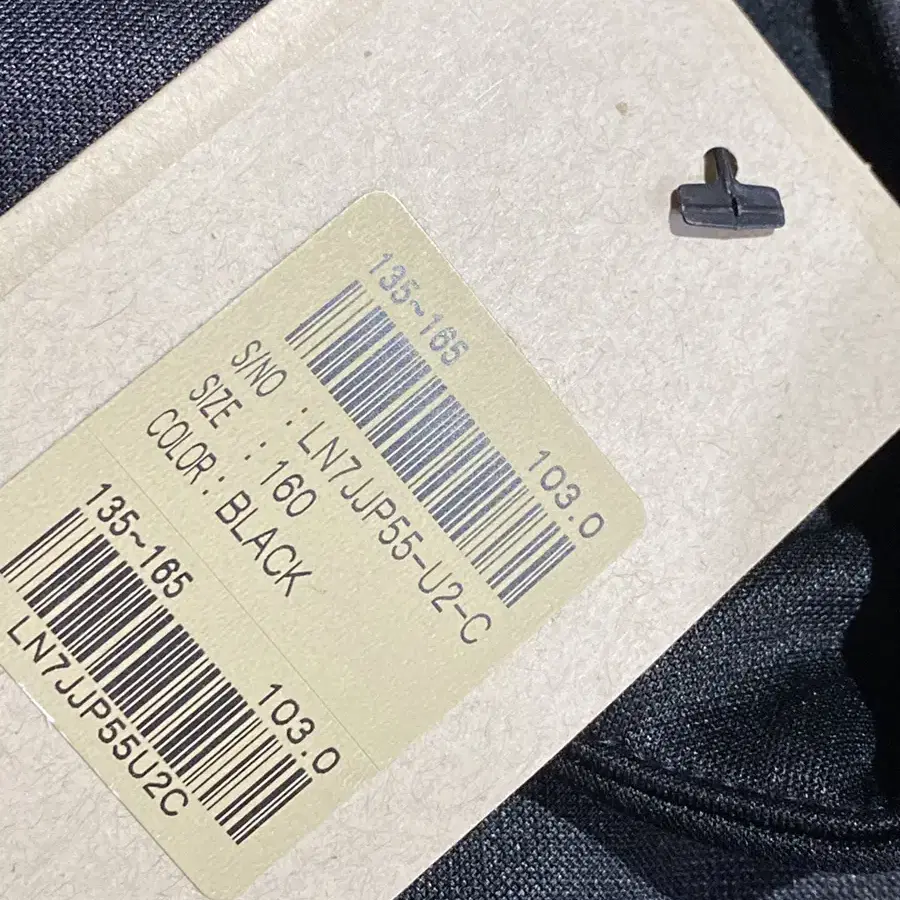 135~165
103.0
S/NO : LN7JJP55-U2-C
SIZE : 160
COLOR : BLACK
135~165
103.0
LN7JJP55U2C